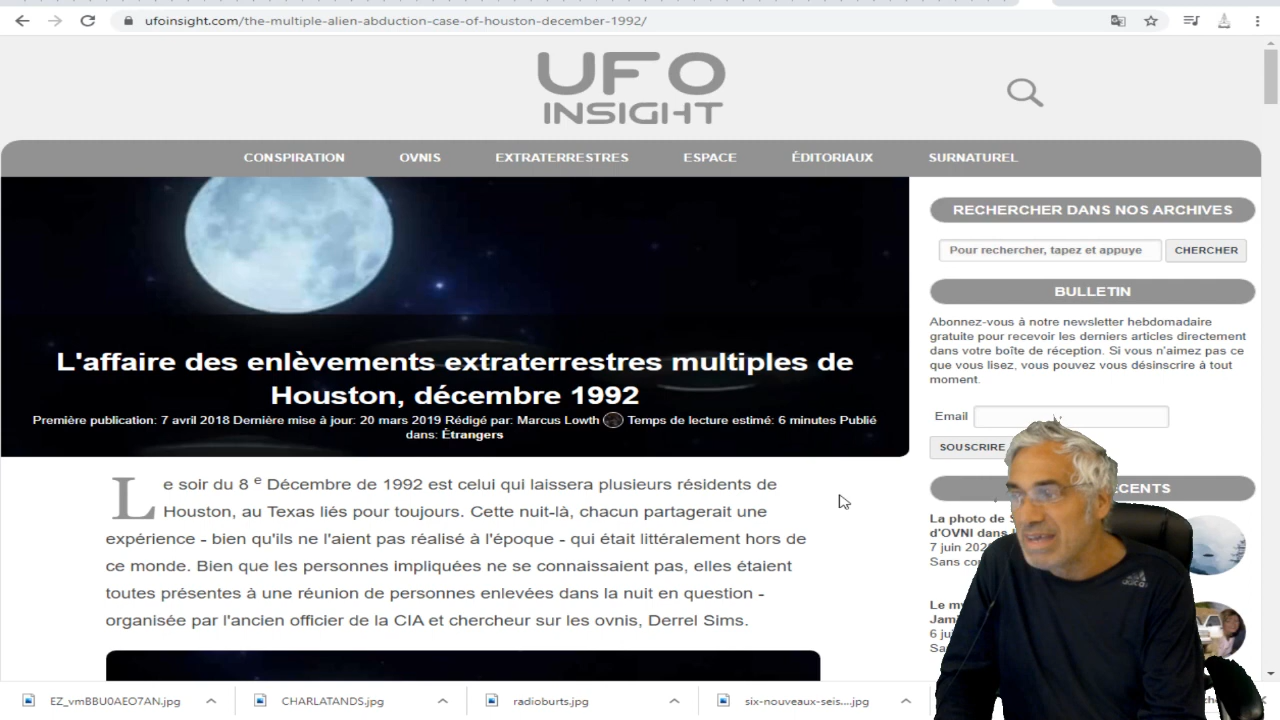 ufoinsight.com/the-multiple-alien-abduction-case-of-houston-december-1992/
UFO
INSIGHT
CONSPIRATION OVNIS EXTRATERRESTRES ESPACE ÉDITORIAUX SURNATUREL
L'affaire des enlèvements extraterrestres multiples de
Houston, décembre 1992
Première publication: 7 avril 2018 Dernière mise à jour: 20 mars 2019 Rédigé par: Marcus Lowth Temps de lecture estimé: 6 minutes Publié
dans: Étrangers
Le soir du 8 e Décembre de 1992 est celui qui laissera plusieurs résidents de
Houston, au Texas liés pour toujours. Cette nuit-là, chacun partagerait une
expérience - bien qu'ils ne l'aient pas réalisé à l'époque - qui était littéralement hors de
ce monde. Bien que les personnes impliquées ne se connaissaient pas, elles étaient
toutes présentes à une réunion de personnes enlevées dans la nuit en question -
organisée par l'ancien officier de la CIA et chercheur sur les ovnis, Derrel Sims.
RECHERCHER DANS NOS ARCHIVES
Pour rechercher, tapez et appuye CHERCHER
BULLETIN
Abonnez-vous à notre newsletter hebdomadaire
gratuite pour recevoir les derniers articles directement
dans votre boîte de réception. Si vous n'aimez pas ce
que vous lisez, vous pouvez vous désinscrire à tout
moment.
Email
SOUSCRIRE
CENTS
La photo de
d'OVNI dans
7 juin 202
Sans co
Le my
Jam
6 ju
Sa
adidas
EZ_vmBBU0AEO7AN.jpg CHARLATANDS.jpg radioburts.jpg six-nouveaux-seis....jpg